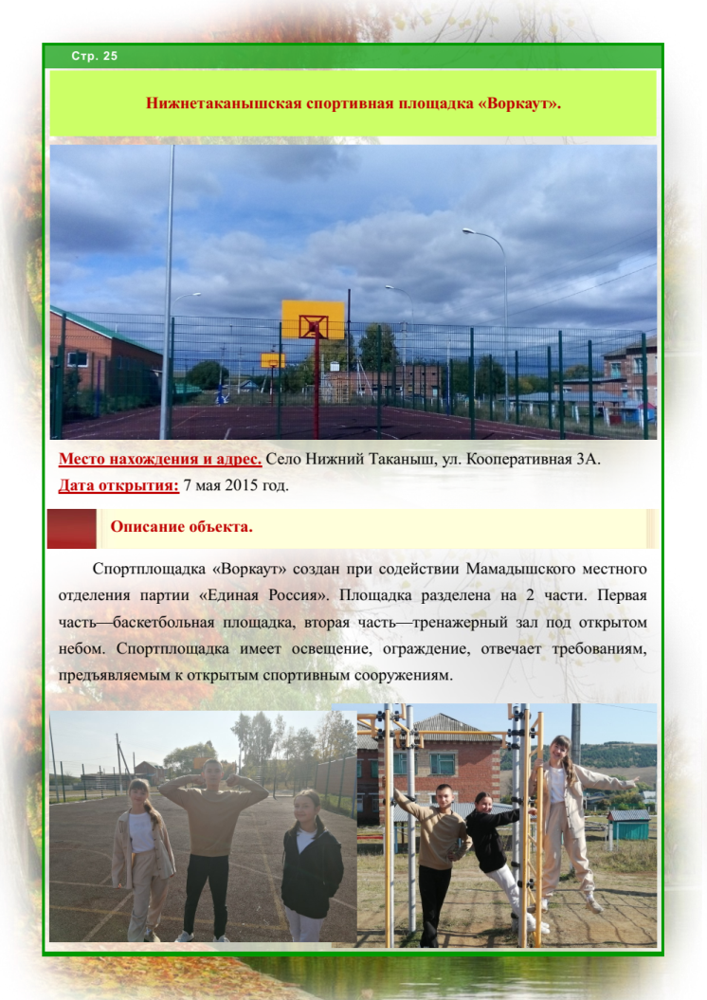 Стр. 25
Нижнетаканышская спортивная площадка «Воркаут».
Место нахождения и адрес. Село Нижний Таканыш, ул. Кооперативная 3А.
Дата открытия: 7 мая 2015 год.
Описание объекта.
Спортплощадка «Воркаут» создан при содействии Мамадышского местного
отделения партии «Единая Россия». Площадка разделена на 2 части. Первая
часть—баскетбольная площадка, вторая часть—тренажерный зал под открытом
небом. Спортплощадка имеет освещение, ограждение, отвечает требованиям,
предъявляемым к открытым спортивным сооружениям.